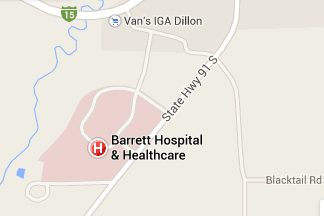 15
Van's IGA Dillon
State Hwy 91 S
H
Barrett Hospital
& Healthcare
Blacktail Rd